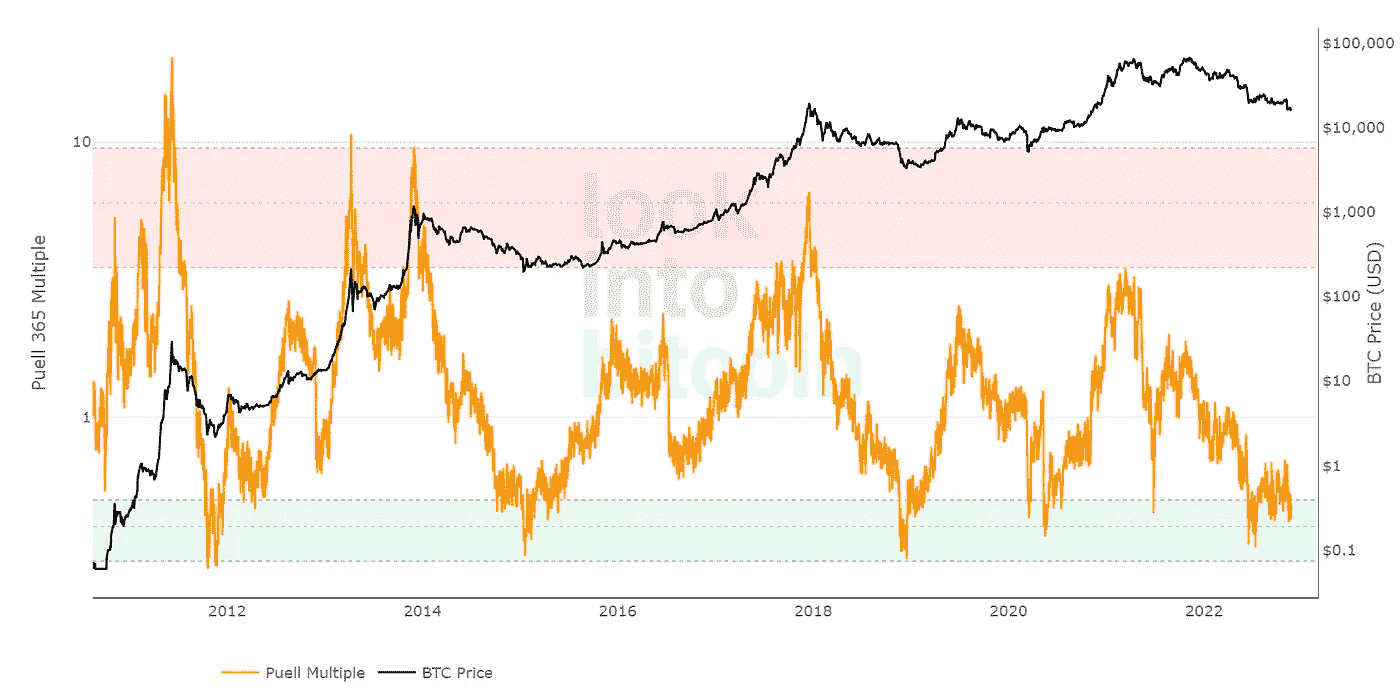 $100,000
10
$10,000
look
$1,000
into
$100
bitcoin
$10
1
$1
$0.1
Puell 365 Multiple
BTC Price (USD)
2012 2014 2016 2018 2020 2022
Puell Multiple BTC Price